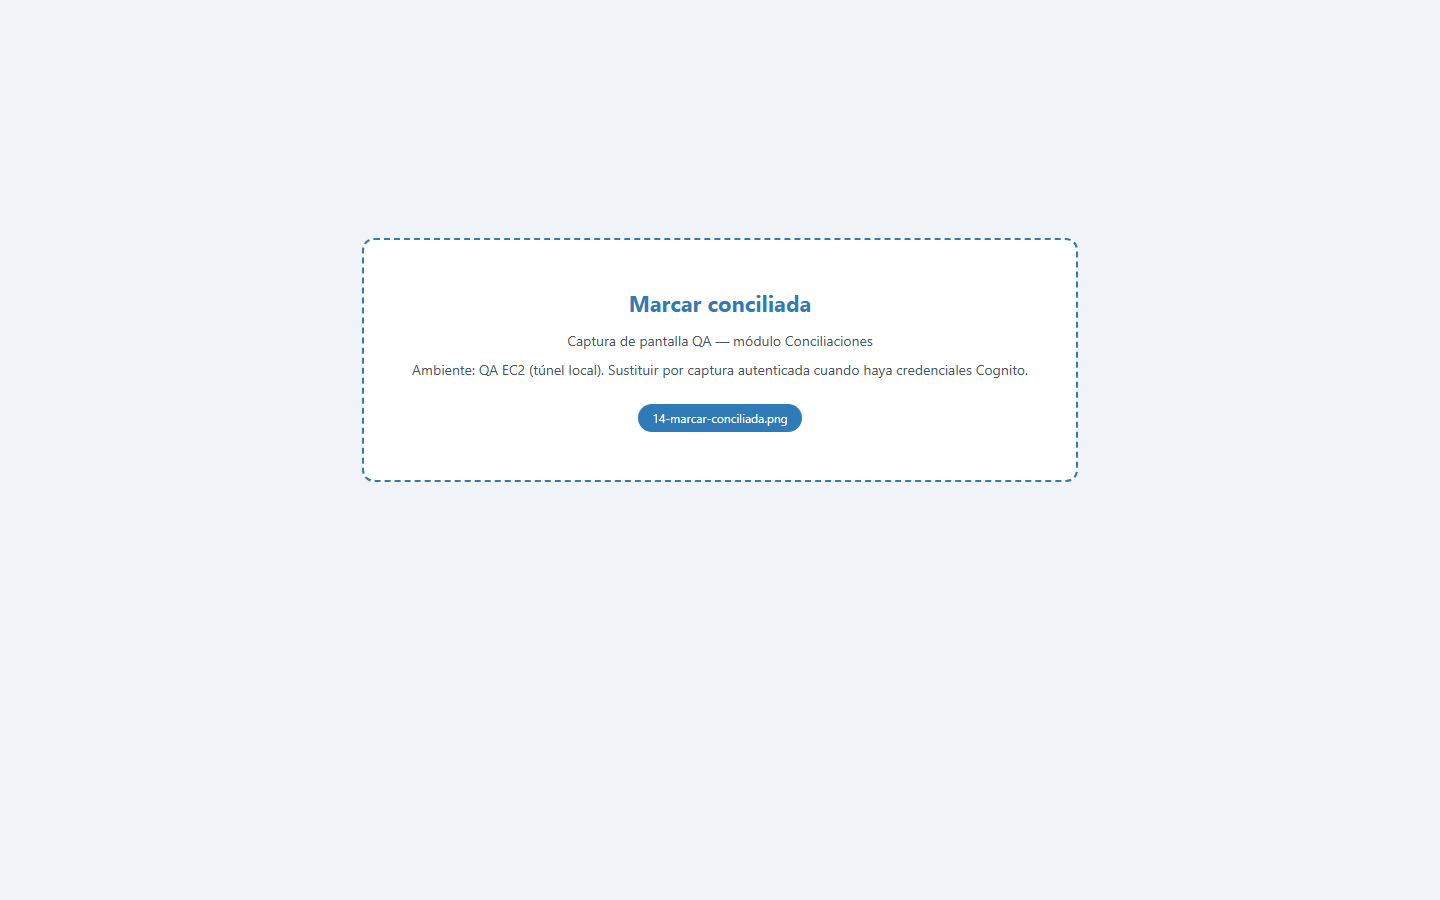 Marcar conciliada
Captura de pantalla QA — módulo Conciliaciones
Ambiente: QA EC2 (túnel local). Sustituir por captura autenticada cuando haya credenciales Cognito.
14-marcar-conciliada.png